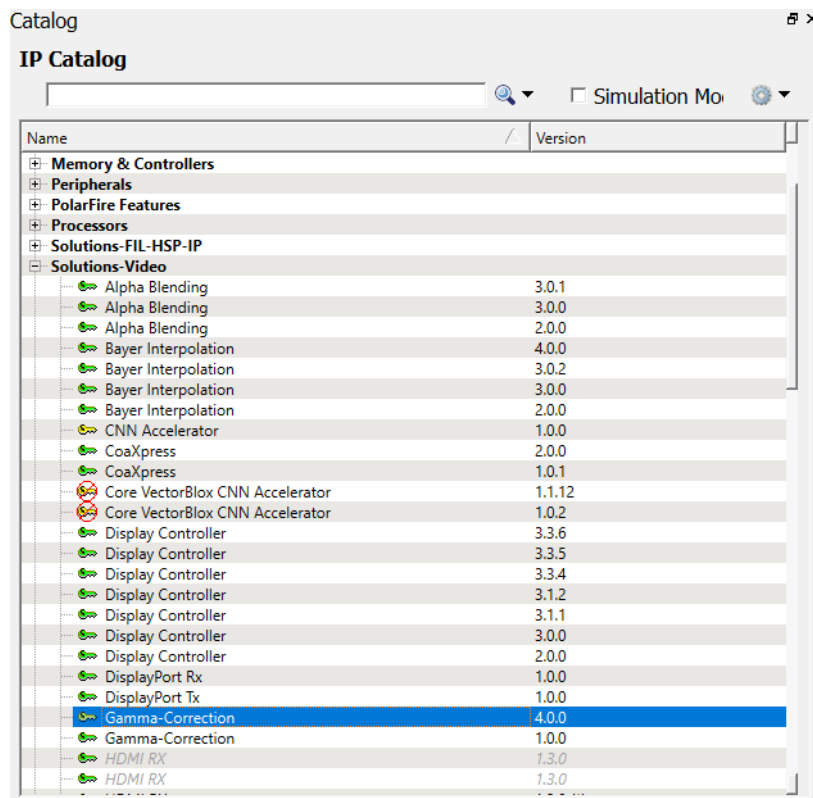 Catalog
IP Catalog
Simulation Mo
Name Version
Memory & Controllers
Peripherals
PolarFire Features
Processors
Solutions-FIL-HSP-IP
Solutions-Video
Alpha Blending 3.0.1
Alpha Blending 3.0.0
Alpha Blending 2.0.0
Bayer Interpolation 4.0.0
Bayer Interpolation 3.0.2
Bayer Interpolation 3.0.0
Bayer Interpolation 2.0.0
CNN Accelerator 1.0.0
CoaXpress 2.0.0
CoaXpress 1.0.1
Core VectorBlox CNN Accelerator 1.1.12
Core VectorBlox CNN Accelerator 1.0.2
Display Controller 3.3.6
Display Controller 3.3.5
Display Controller 3.3.4
Display Controller 3.1.2
Display Controller 3.1.1
Display Controller 3.0.0
Display Controller 2.0.0
DisplayPort Rx 1.0.0
DisplayPort Tx 1.0.0
Gamma-Correction 4.0.0
Gamma-Correction 1.0.0
HDMI RX 1.3.0
HDMI RX 1.3.0